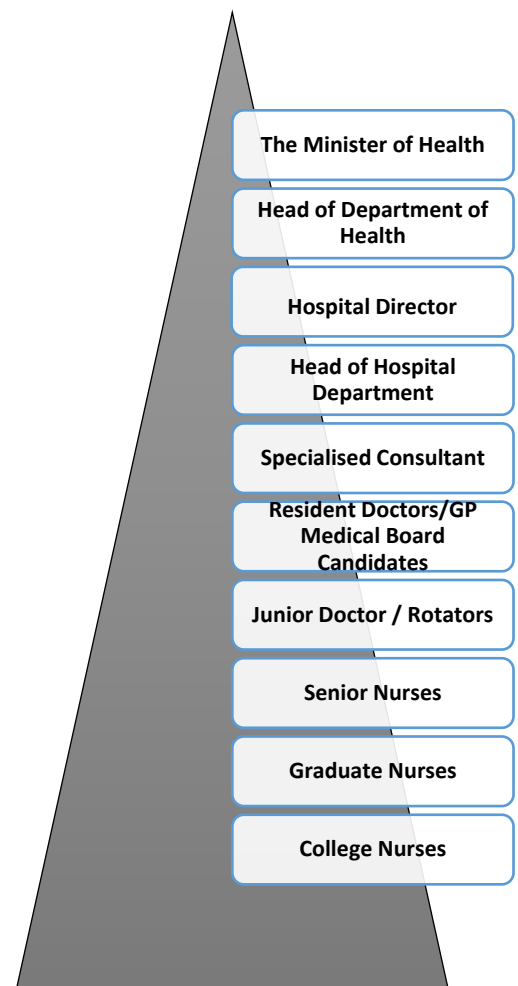 The Minister of Health
Head of Department of
Health
Hospital Director
Head of Hospital
Department
Specialised Consultant
Resident Doctors/GP
Medical Board
Candidates
Junior Doctor / Rotators
Senior Nurses
Graduate Nurses
College Nurses